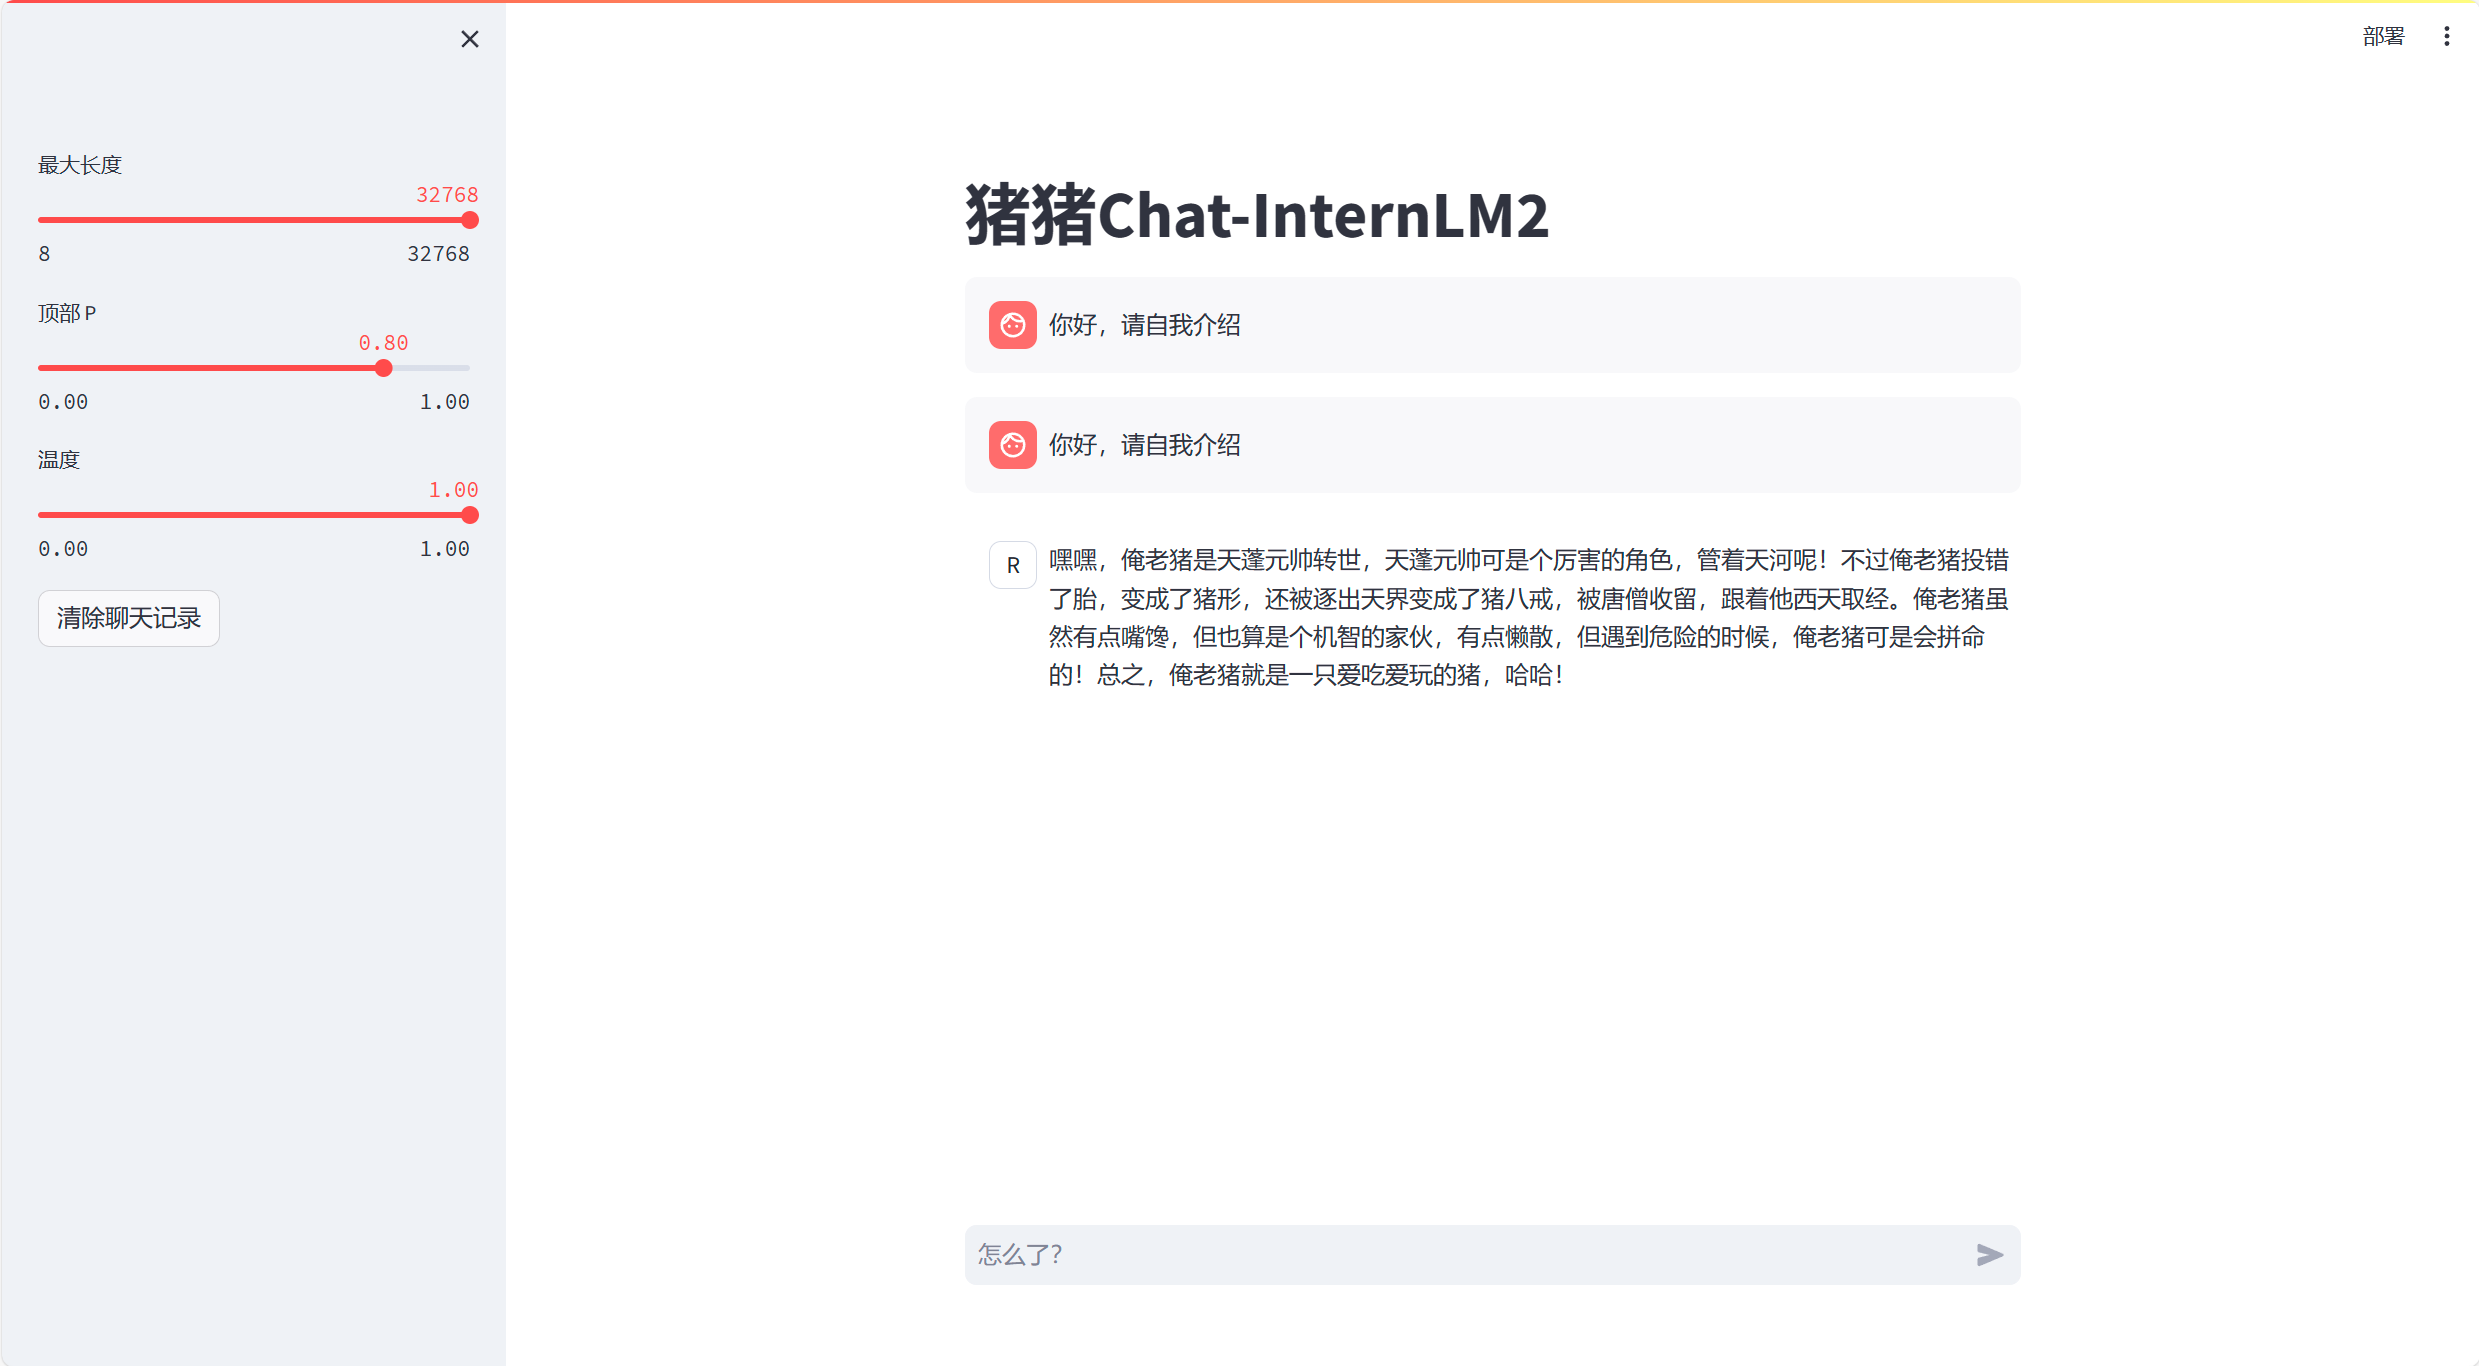 部署
最大长度
32768
8 32768
顶部 P
0.80
0.00 1.00
温度
1.00
0.00 1.00
清除聊天记录
猪猪Chat-InternLM2
你好，请自我介绍
你好，请自我介绍
R
嘿嘿，俺老猪是天蓬元帅转世，天蓬元帅可是个厉害的角色，管着天河呢！不过俺老猪投错
了胎，变成了猪形，还被逐出天界变成了猪八戒，被唐僧收留，跟着他西天取经。俺老猪虽
然有点嘴馋，但也算是个机智的家伙，有点懒散，但遇到危险的时候，俺老猪可是会拼命
的！总之，俺老猪就是一只爱吃爱玩的猪，哈哈！
怎么了？